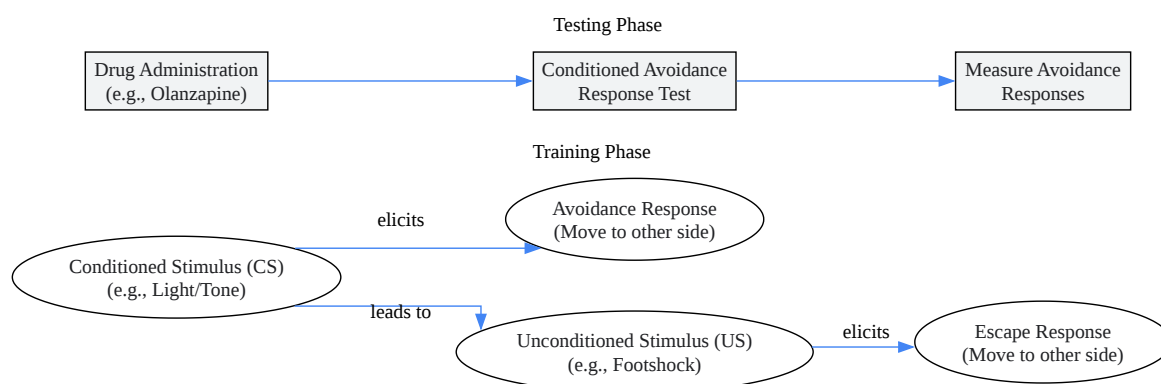 Testing Phase
Drug Administration
(e.g., Olanzapine)
Conditioned Avoidance
Response Test
Measure Avoidance
Responses
Training Phase
elicits
Avoidance Response
(Move to other side)
Conditioned Stimulus (CS)
(e.g., Light/Tone)
leads to
Unconditioned Stimulus (US)
(e.g., Footshock)
elicits
Escape Response
(Move to other side)